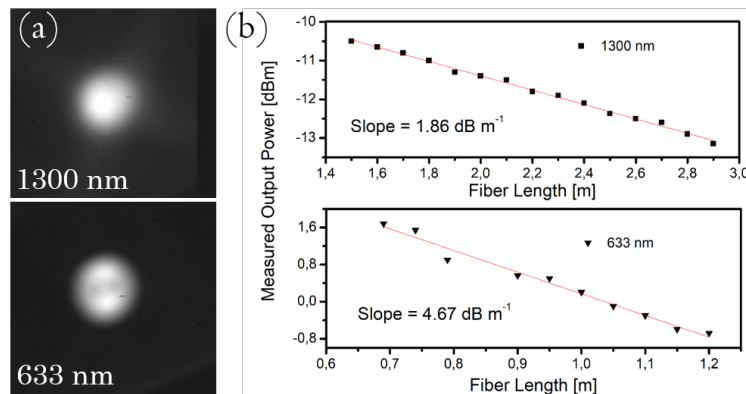 (a)
1300 nm
633 nm
(b)
Measured Output Power [dBm]
-10
-11
-12
-13
1300 nm
Slope = 1.86 dB m⁻¹
1,4 1,6 1,8 2,0 2,2 2,4 2,6 2,8 3,0
Fiber Length [m]
1,6
0,8
0,0
-0,8
633 nm
Slope = 4.67 dB m⁻¹
0,6 0,7 0,8 0,9 1,0 1,1 1,2
Fiber Length [m]